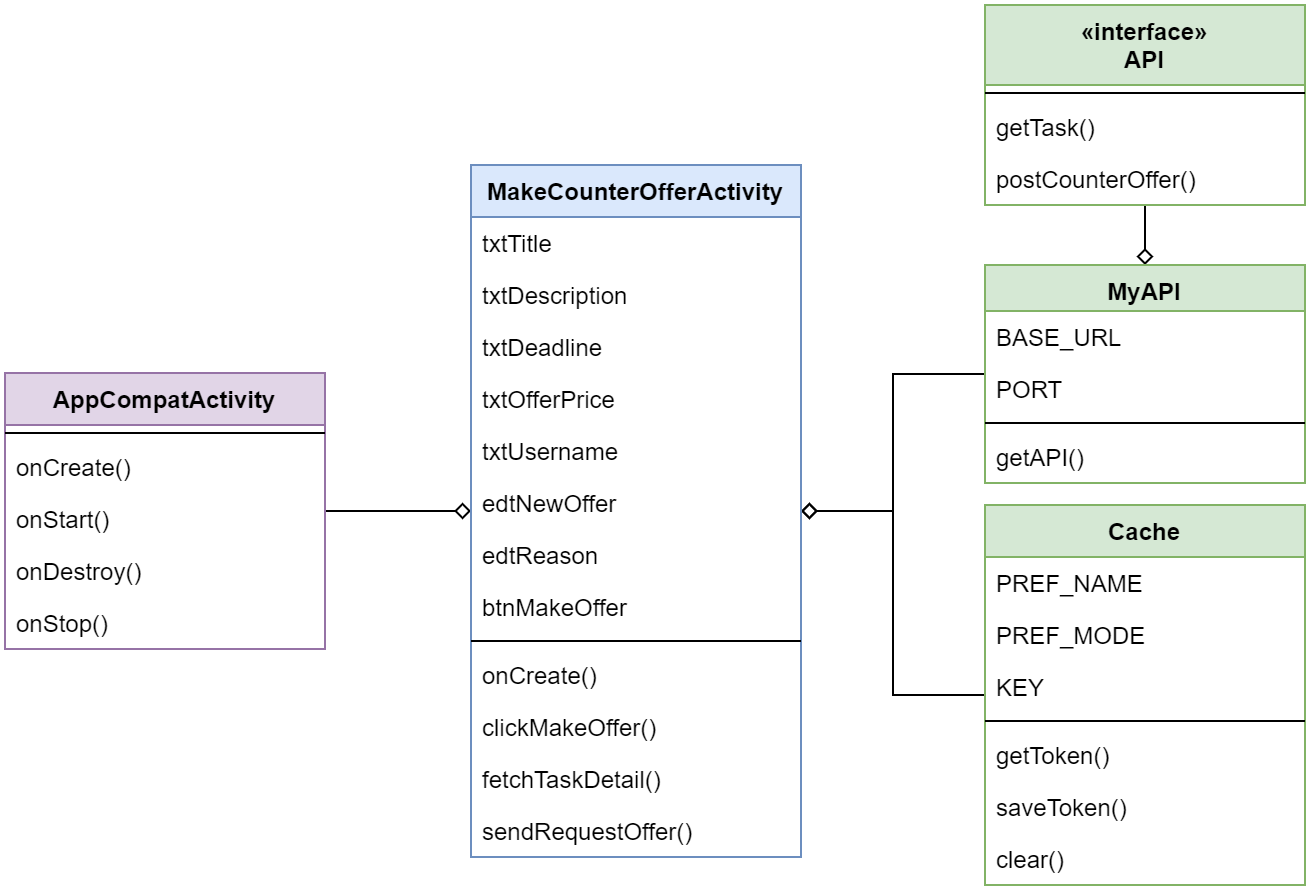 AppCompatActivity
onCreate()
onStart()
onDestroy()
onStop()
MakeCounterOfferActivity
txtTitle
txtDescription
txtDeadline
txtOfferPrice
txtUsername
edtNewOffer
edtReason
btnMakeOffer
onCreate()
clickMakeOffer()
fetchTaskDetail()
sendRequestOffer()
«interface»
API
getTask()
postCounterOffer()
MyAPI
BASE_URL
PORT
getAPI()
Cache
PREF_NAME
PREF_MODE
KEY
getToken()
saveToken()
clear()